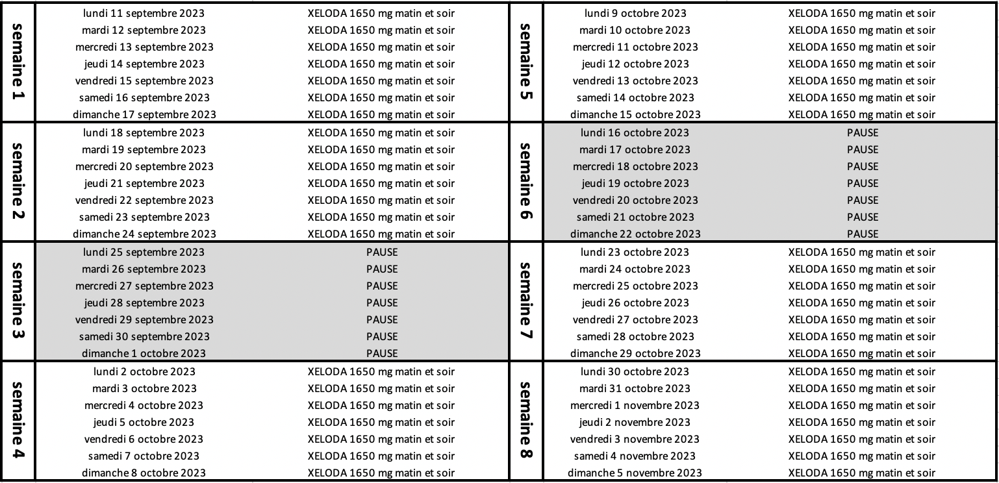 semaine 1
lundi 11 septembre 2023 XELODA 1650 mg matin et soir
mardi 12 septembre 2023 XELODA 1650 mg matin et soir
mercredi 13 septembre 2023 XELODA 1650 mg matin et soir
jeudi 14 septembre 2023 XELODA 1650 mg matin et soir
vendredi 15 septembre 2023 XELODA 1650 mg matin et soir
samedi 16 septembre 2023 XELODA 1650 mg matin et soir
dimanche 17 septembre 2023 XELODA 1650 mg matin et soir
semaine 2
lundi 18 septembre 2023 XELODA 1650 mg matin et soir
mardi 19 septembre 2023 XELODA 1650 mg matin et soir
mercredi 20 septembre 2023 XELODA 1650 mg matin et soir
jeudi 21 septembre 2023 XELODA 1650 mg matin et soir
vendredi 22 septembre 2023 XELODA 1650 mg matin et soir
samedi 23 septembre 2023 XELODA 1650 mg matin et soir
dimanche 24 septembre 2023 XELODA 1650 mg matin et soir
semaine 3
lundi 25 septembre 2023 PAUSE
mardi 26 septembre 2023 PAUSE
mercredi 27 septembre 2023 PAUSE
jeudi 28 septembre 2023 PAUSE
vendredi 29 septembre 2023 PAUSE
samedi 30 septembre 2023 PAUSE
dimanche 1 octobre 2023 PAUSE
semaine 4
lundi 2 octobre 2023 XELODA 1650 mg matin et soir
mardi 3 octobre 2023 XELODA 1650 mg matin et soir
mercredi 4 octobre 2023 XELODA 1650 mg matin et soir
jeudi 5 octobre 2023 XELODA 1650 mg matin et soir
vendredi 6 octobre 2023 XELODA 1650 mg matin et soir
samedi 7 octobre 2023 XELODA 1650 mg matin et soir
dimanche 8 octobre 2023 XELODA 1650 mg matin et soir
semaine 5
lundi 9 octobre 2023 XELODA 1650 mg matin et soir
mardi 10 octobre 2023 XELODA 1650 mg matin et soir
mercredi 11 octobre 2023 XELODA 1650 mg matin et soir
jeudi 12 octobre 2023 XELODA 1650 mg matin et soir
vendredi 13 octobre 2023 XELODA 1650 mg matin et soir
samedi 14 octobre 2023 XELODA 1650 mg matin et soir
dimanche 15 octobre 2023 XELODA 1650 mg matin et soir
semaine 6
lundi 16 octobre 2023 PAUSE
mardi 17 octobre 2023 PAUSE
mercredi 18 octobre 2023 PAUSE
jeudi 19 octobre 2023 PAUSE
vendredi 20 octobre 2023 PAUSE
samedi 21 octobre 2023 PAUSE
dimanche 22 octobre 2023 PAUSE
semaine 7
lundi 23 octobre 2023 XELODA 1650 mg matin et soir
mardi 24 octobre 2023 XELODA 1650 mg matin et soir
mercredi 25 octobre 2023 XELODA 1650 mg matin et soir
jeudi 26 octobre 2023 XELODA 1650 mg matin et soir
vendredi 27 octobre 2023 XELODA 1650 mg matin et soir
samedi 28 octobre 2023 XELODA 1650 mg matin et soir
dimanche 29 octobre 2023 XELODA 1650 mg matin et soir
semaine 8
lundi 30 octobre 2023 XELODA 1650 mg matin et soir
mardi 31 octobre 2023 XELODA 1650 mg matin et soir
mercredi 1 novembre 2023 XELODA 1650 mg matin et soir
jeudi 2 novembre 2023 XELODA 1650 mg matin et soir
vendredi 3 novembre 2023 XELODA 1650 mg matin et soir
samedi 4 novembre 2023 XELODA 1650 mg matin et soir
dimanche 5 novembre 2023 XELODA 1650 mg matin et soir